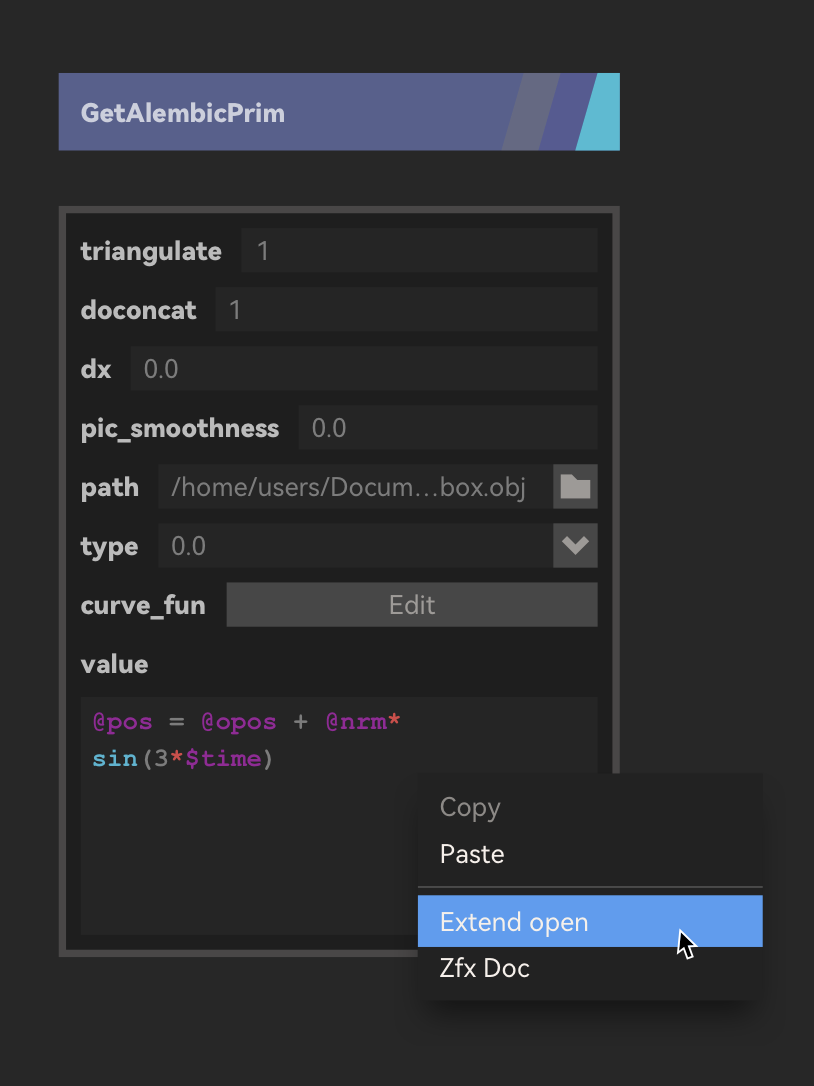 GetAlembicPrim
triangulate 1
doconcat 1
dx 0.0
pic_smoothness 0.0
path /home/users/Docum...box.obj
type 0.0
curve_fun Edit
value
@pos = @opos + @nrm*
sin(3*$time)
Copy
Paste
Extend open
Zfx Doc